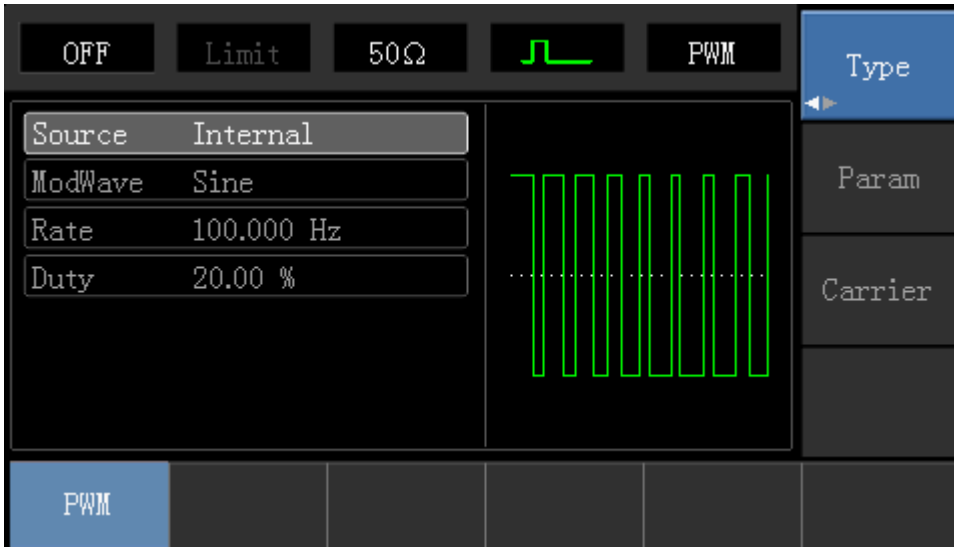 OFF Limit 50Ω PWM
Type
Source Internal
ModWave Sine
Param
Rate 100.000 Hz
Duty 20.00 %
Carrier
PWM